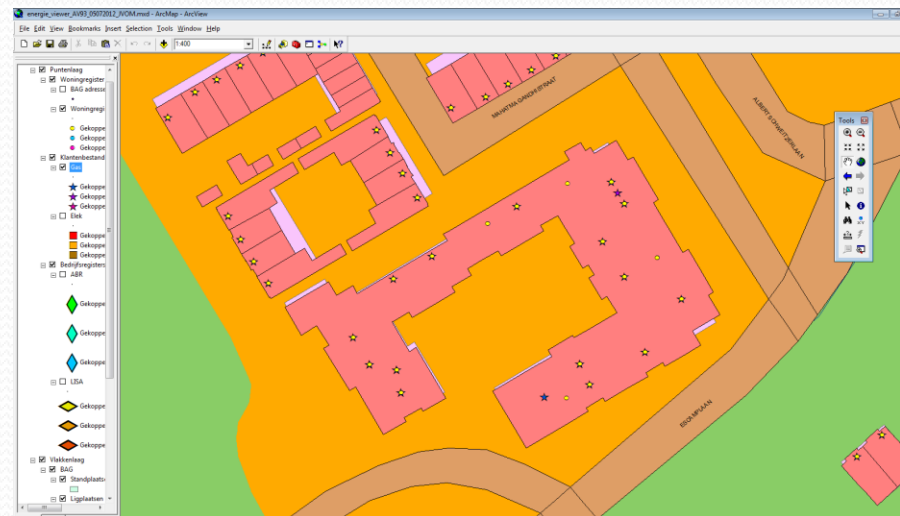 energie_viewer_AV93_05072012_JVOM.mxd - ArcMap - ArcView
File Edit View Bookmarks Insert Selection Tools Window Help
1:400
Puntenlaag
Woningregister
BAG adresse
Woningregi
Gekoppe
Gekoppe
Gekoppe
Klantenbestand
Gas
Gekoppe
Gekoppe
Gekoppe
Elek
Gekoppe
Gekoppe
Gekoppe
Bedrijfsregisters
ABR
Gekoppe
Gekoppe
Gekoppe
LISA
Gekoppe
Gekoppe
Gekoppe
Vlakkenlaag
BAG
Standplaats
Ligplaatsen
MAHATMA GANDHISTRAAT
ALBERT SCHWEITZERLAAN
Tools